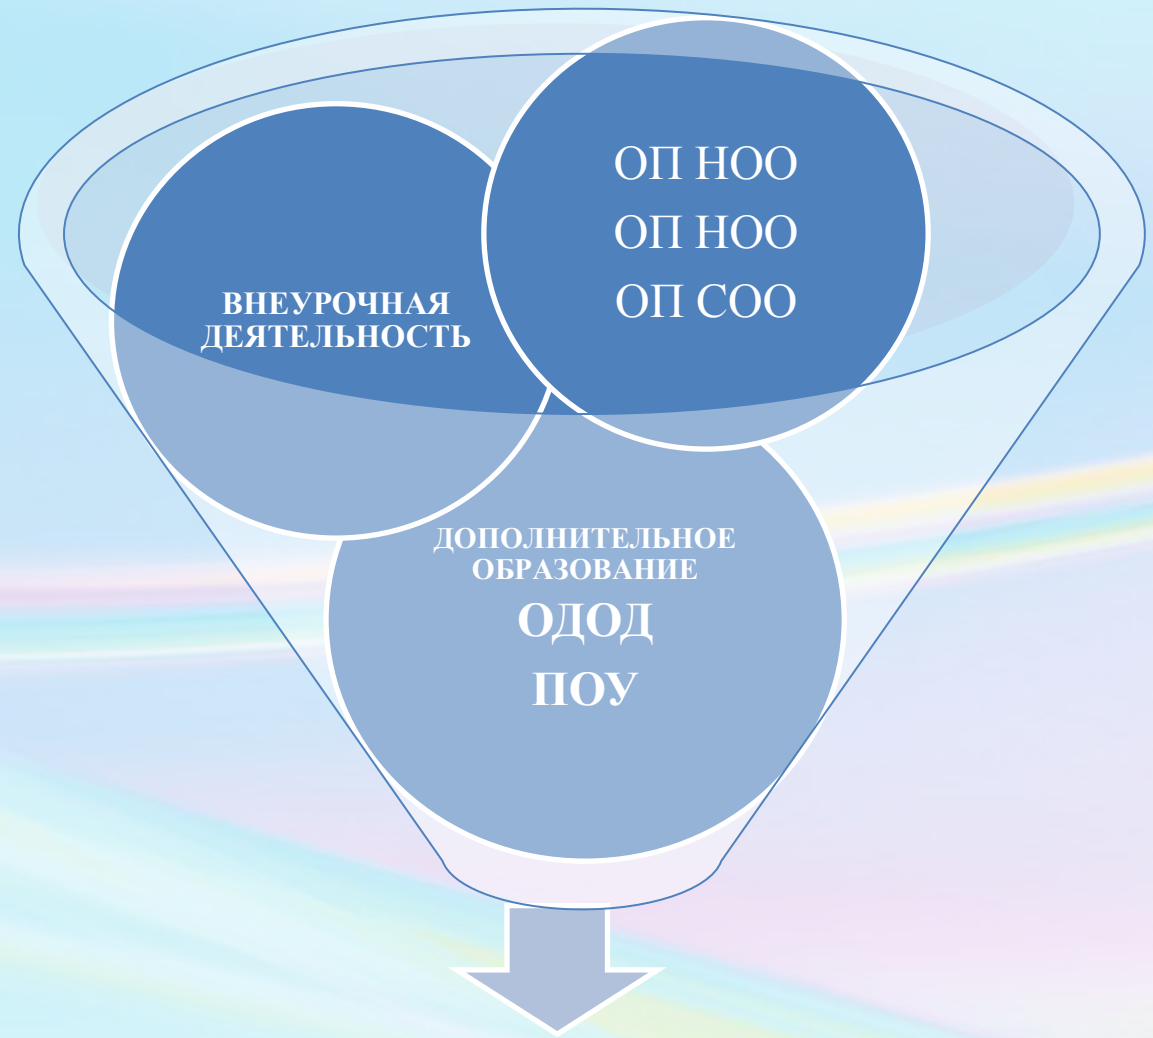 ОП НОО
ОП НОО
ОП СОО
ВНЕУРОЧНАЯ
ДЕЯТЕЛЬНОСТЬ
ДОПОЛНИТЕЛЬНОЕ
ОБРАЗОВАНИЕ
ОДОД
ПОУ